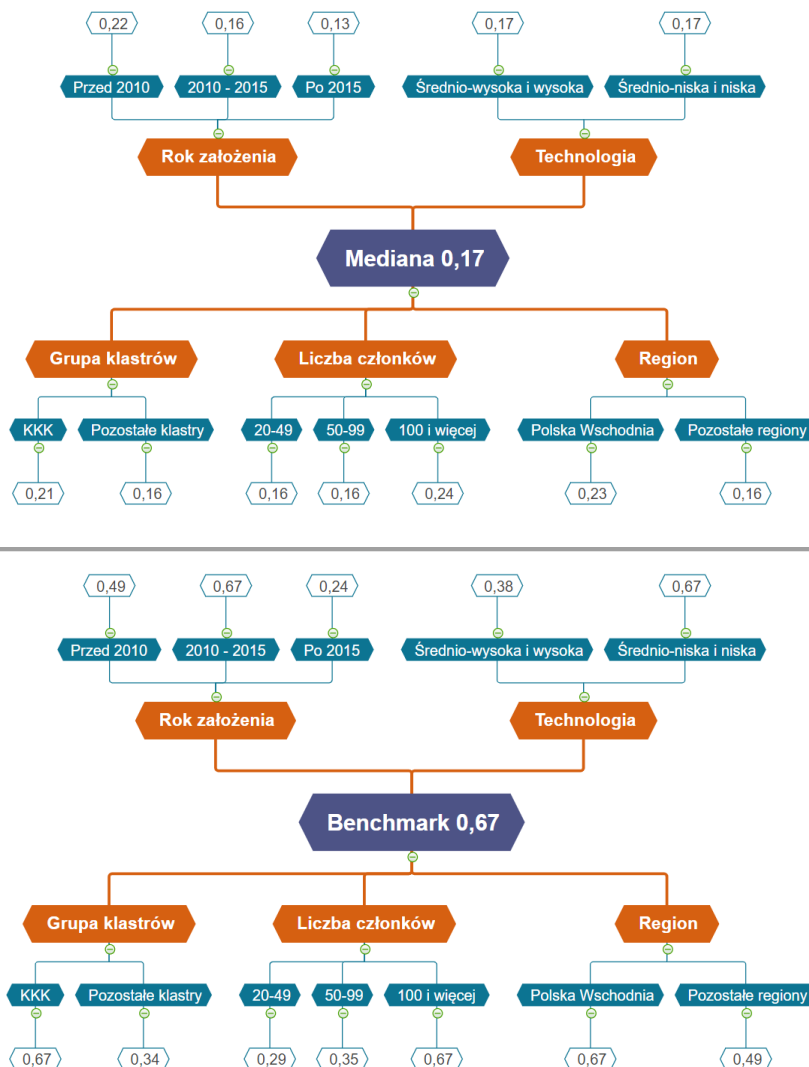 0,22 0,16 0,13 0,17 0,17
Przed 2010 2010 - 2015 Po 2015 Średnio-wysoka i wysoka Średnio-niska i niska
Rok założenia Technologia
Mediana 0,17
Grupa klastrów Liczba członków Region
KKK Pozostałe klastry 20-49 50-99 100 i więcej Polska Wschodnia Pozostałe regiony
0,21 0,16 0,16 0,16 0,24 0,23 0,16
0,49 0,67 0,24 0,38 0,67
Przed 2010 2010 - 2015 Po 2015 Średnio-wysoka i wysoka Średnio-niska i niska
Rok założenia Technologia
Benchmark 0,67
Grupa klastrów Liczba członków Region
KKK Pozostałe klastry 20-49 50-99 100 i więcej Polska Wschodnia Pozostałe regiony
0,67 0,34 0,29 0,35 0,67 0,67 0,49